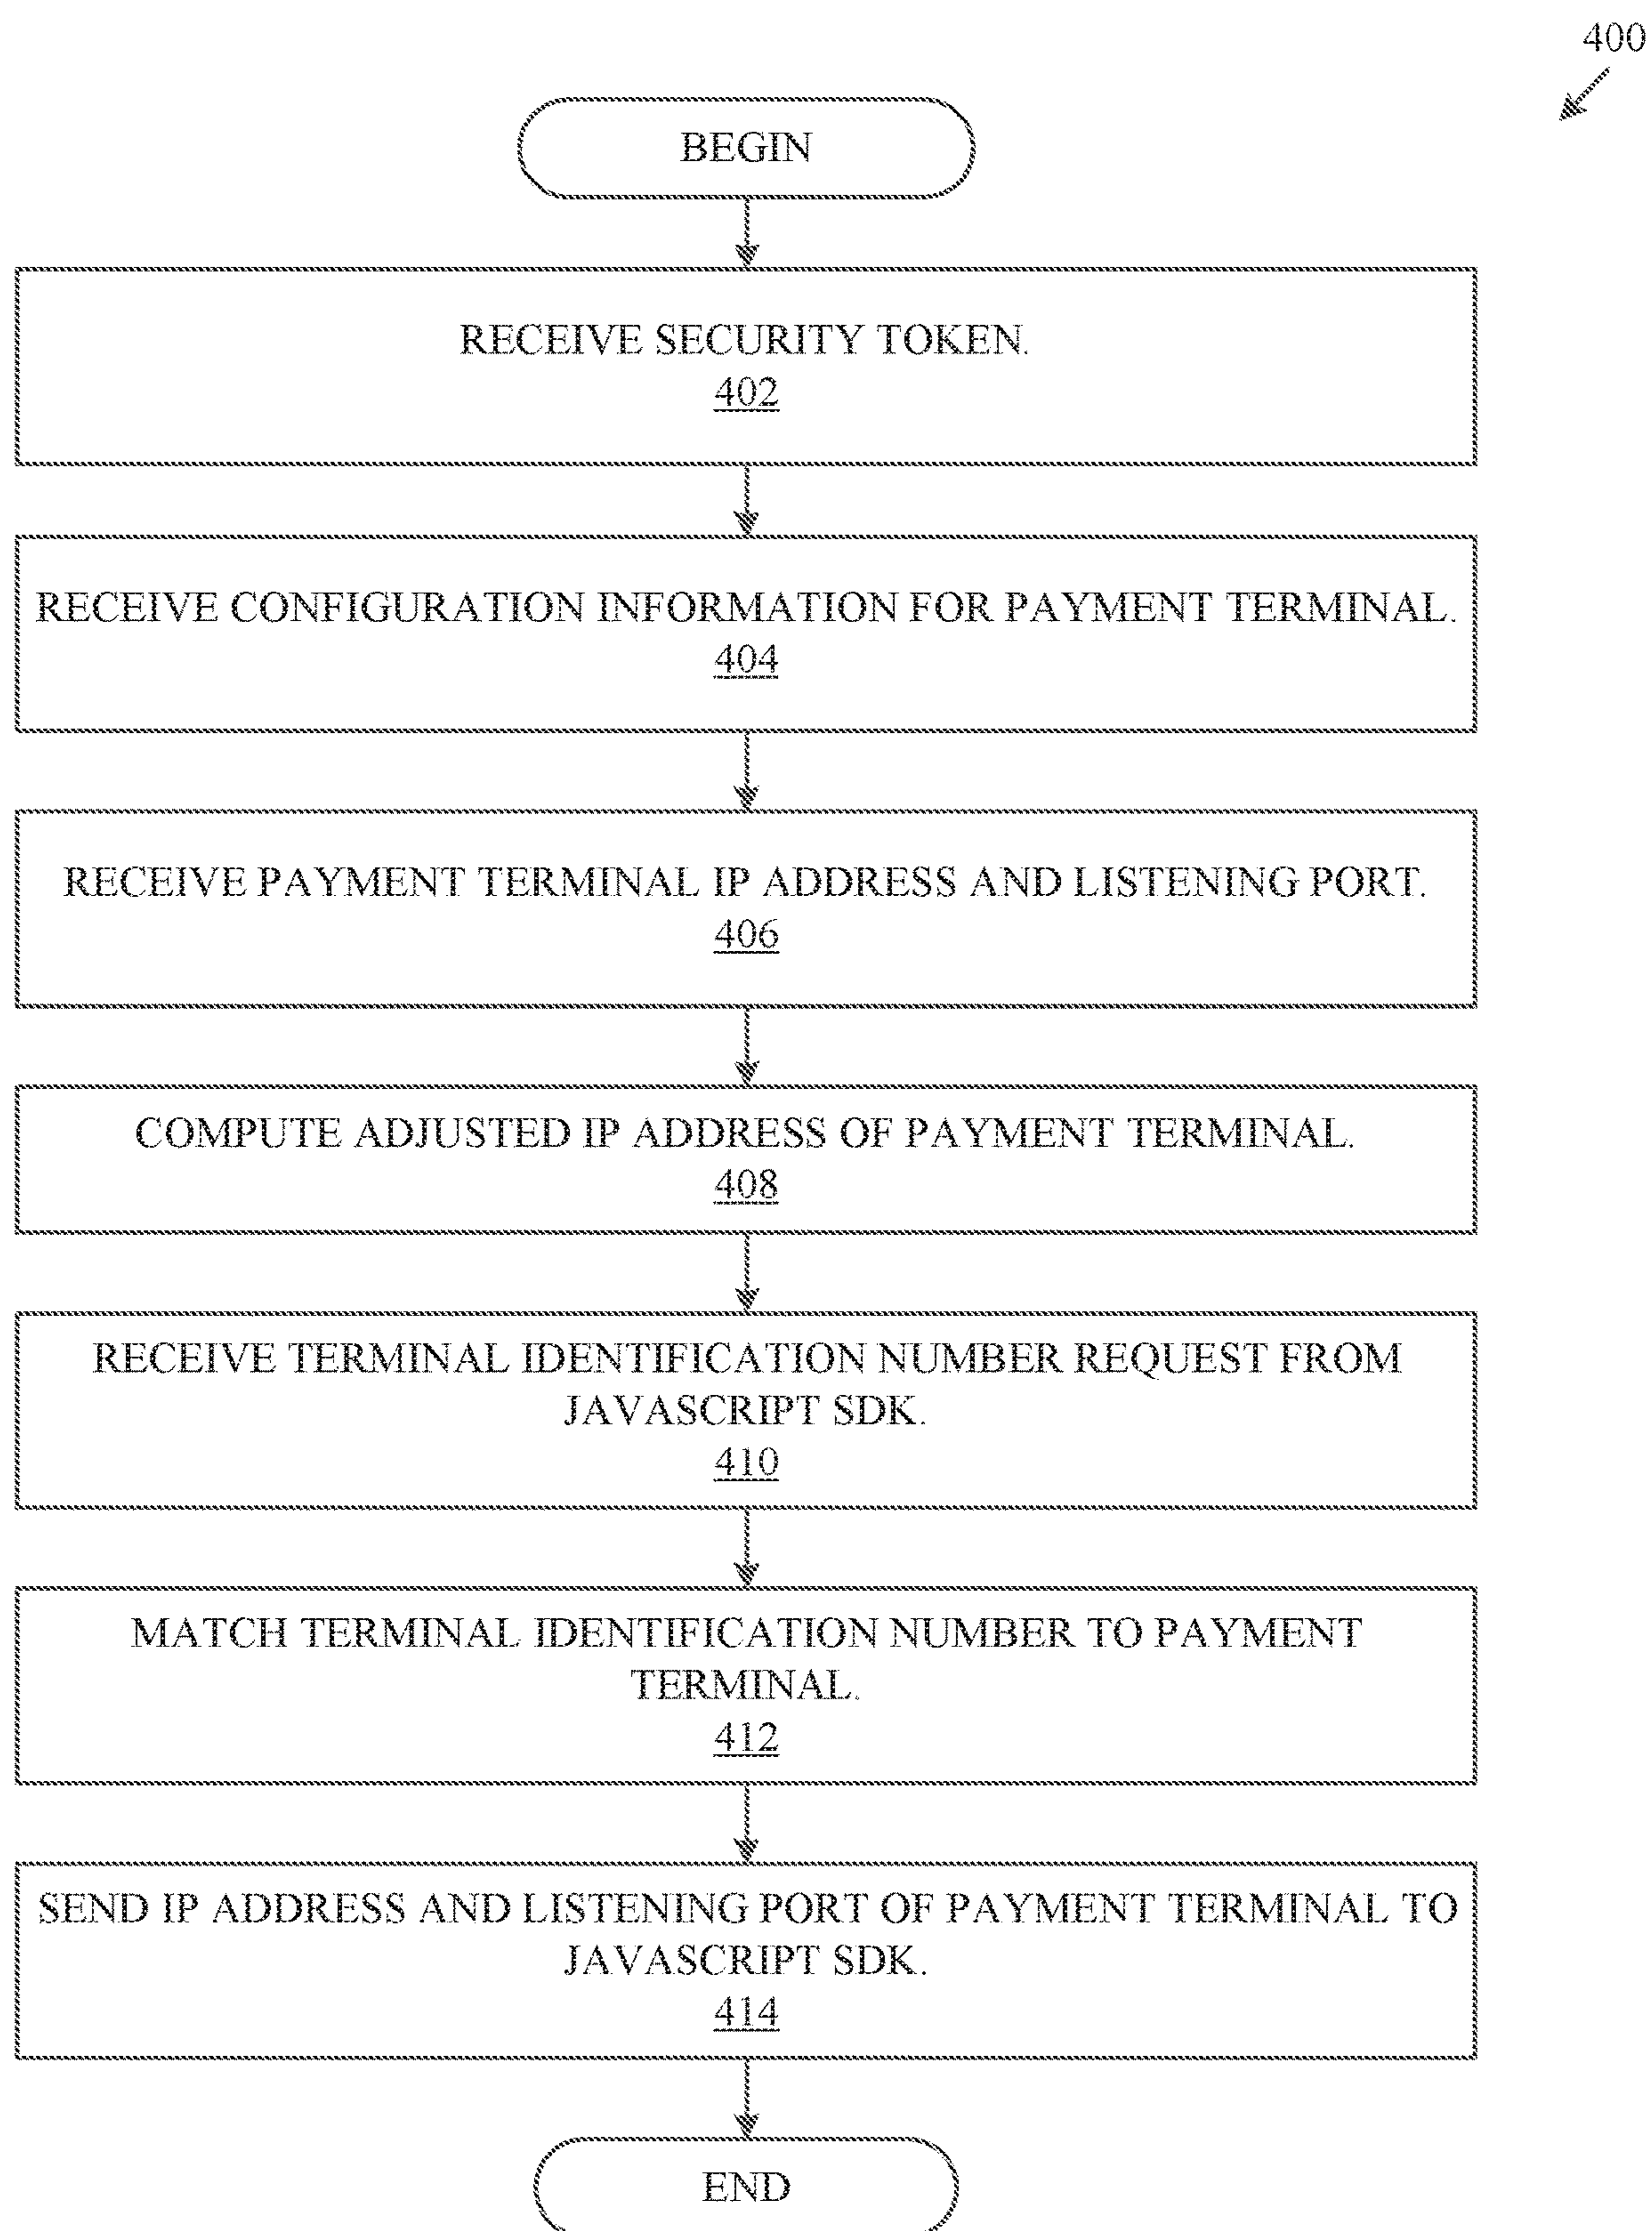 400
BEGIN
RECEIVE SECURITY TOKEN.
402
RECEIVE CONFIGURATION INFORMATION FOR PAYMENT TERMINAL.
404
RECEIVE PAYMENT TERMINAL IP ADDRESS AND LISTENING PORT.
406
COMPUTE ADJUSTED IP ADDRESS OF PAYMENT TERMINAL.
408
RECEIVE TERMINAL IDENTIFICATION NUMBER REQUEST FROM
JAVASCRIPT SDK.
410
MATCH TERMINAL IDENTIFICATION NUMBER TO PAYMENT
TERMINAL.
412
SEND IP ADDRESS AND LISTENING PORT OF PAYMENT TERMINAL TO
JAVASCRIPT SDK.
414
END